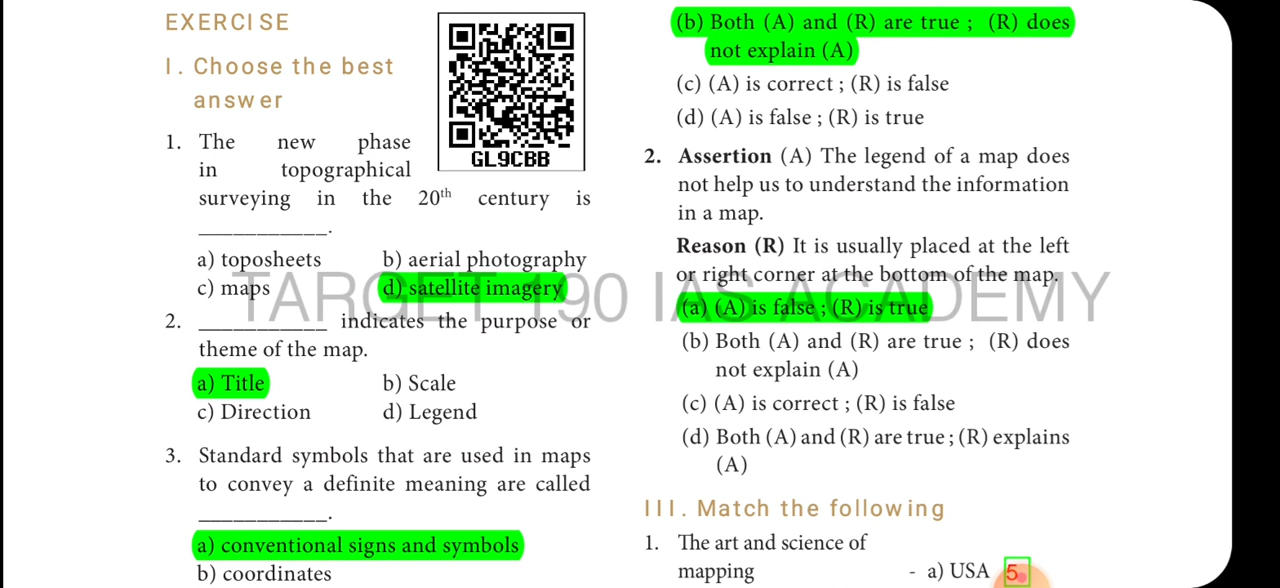 EXERCISE
I. Choose the best
answer
GL9CBB
1. The new phase
in topographical
surveying in the 20th century is
___________.
a) toposheets b) aerial photography
c) maps d) satellite imagery
2. ___________ indicates the purpose or
theme of the map.
a) Title b) Scale
c) Direction d) Legend
3. Standard symbols that are used in maps
to convey a definite meaning are called
___________.
a) conventional signs and symbols
b) coordinates
(b) Both (A) and (R) are true ; (R) does
not explain (A)
(c) (A) is correct ; (R) is false
(d) (A) is false ; (R) is true
2. Assertion (A) The legend of a map does
not help us to understand the information
in a map.
Reason (R) It is usually placed at the left
or right corner at the bottom of the map.
(a) (A) is false ; (R) is true
(b) Both (A) and (R) are true ; (R) does
not explain (A)
(c) (A) is correct ; (R) is false
(d) Both (A) and (R) are true ; (R) explains
(A)
III. Match the following
1. The art and science of
mapping - a) USA 5
TARGET 190 IAS ACADEMY